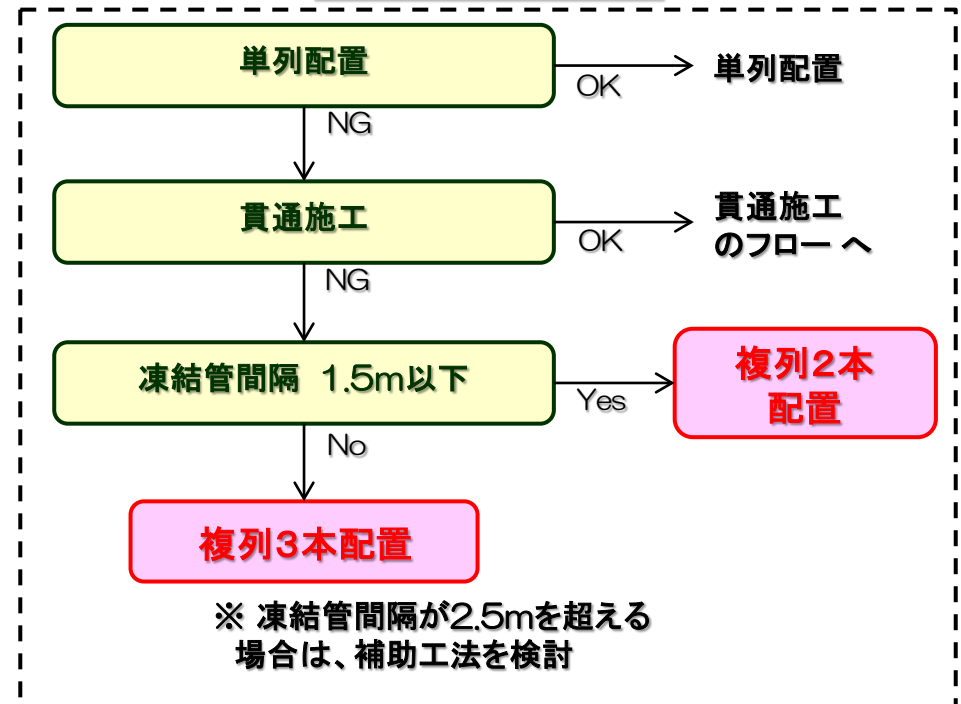 単列配置
OK
単列配置
NG
貫通施工
OK
貫通施工
のフロー へ
NG
凍結管間隔 1.5m以下
Yes
複列2本
配置
No
複列3本配置
※ 凍結管間隔が2.5mを超える
場合は、補助工法を検討